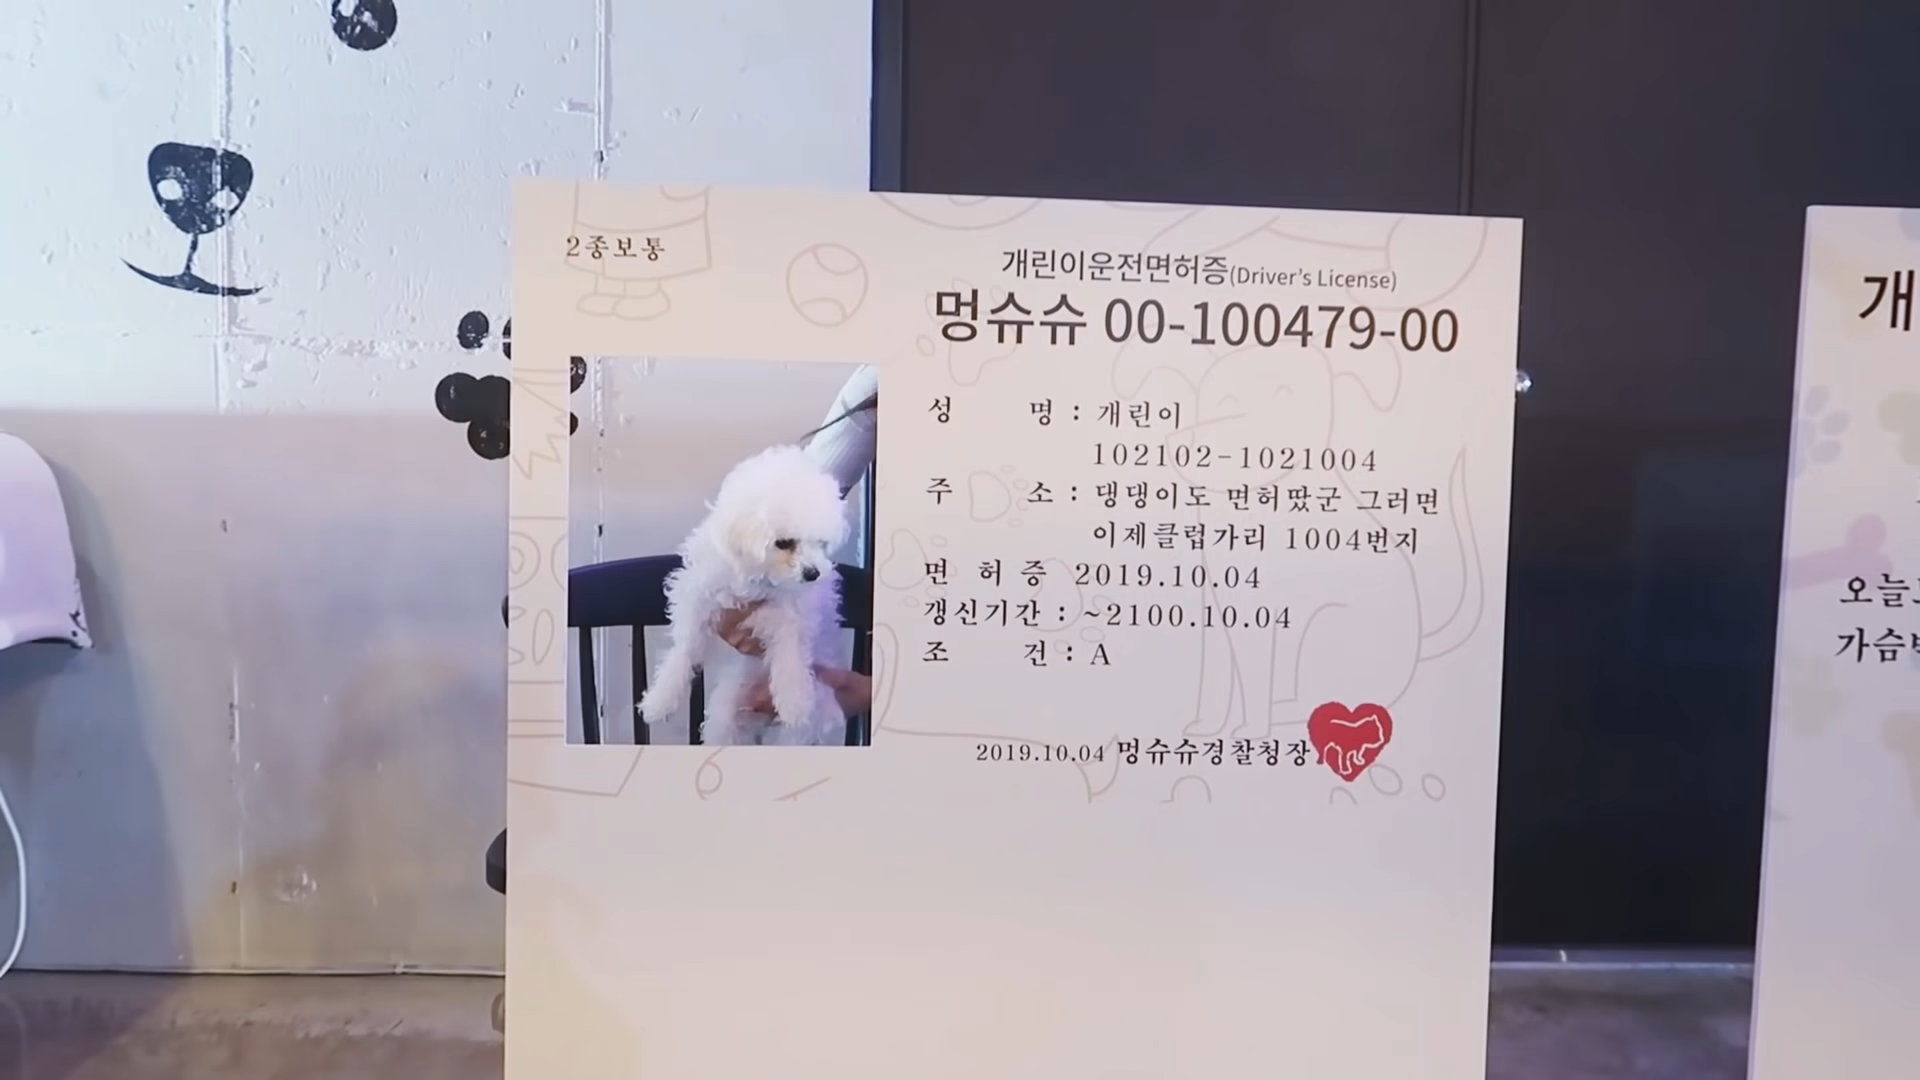 2종보통
개린이운전면허증(Driver's License)
멍슈슈 00-100479-00
성 명 : 개린이
102102-1021004
주 소 : 댕댕이도 면허땄군 그러면
이제클럽가리 1004번지
면 허 증 2019.10.04
갱신기간 : ~2100.10.04
조 건 : A
2019.10.04 멍슈슈경찰청장
개
오늘